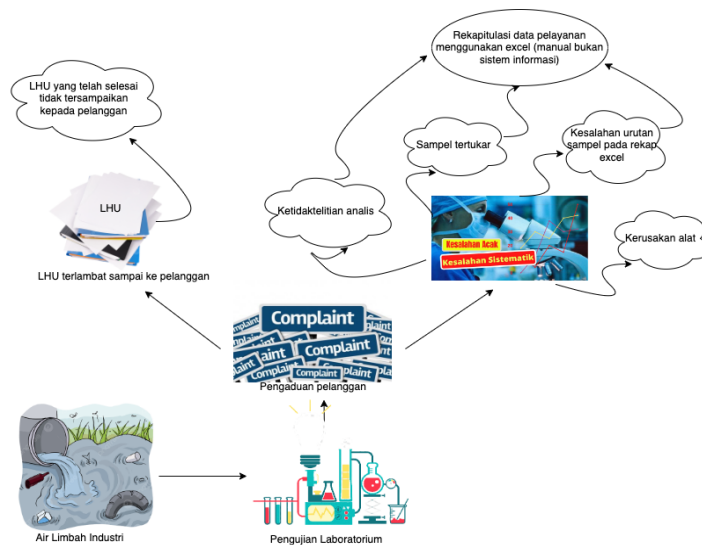 Rekapitulasi data pelayanan
menggunakan excel (manual bukan
sistem informasi)
LHU yang telah selesai
tidak tersampaikan
kepada pelanggan
Sampel tertukar
Kesalahan urutan
sampel pada rekap
excel
LHU
Ketidaktelitian analis
Kesalahan Acak
Kesalahan Sistematik
Kerusakan alat
LHU terlambat sampai ke pelanggan
Complaint
Complaint
Complaint
Complaint
Pengaduan pelanggan
Air Limbah Industri
Pengujian Laboratorium